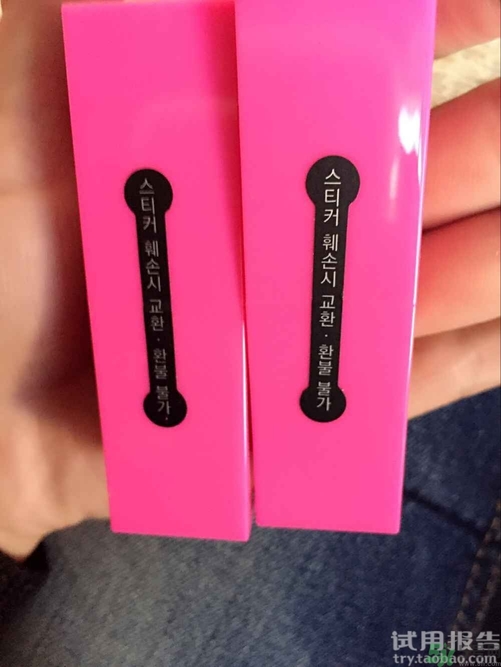 스티커 훼손시 교환 · 환불 불가.
스티커 훼손시 교환 · 환불 불가
试用报告
try.taobao.com